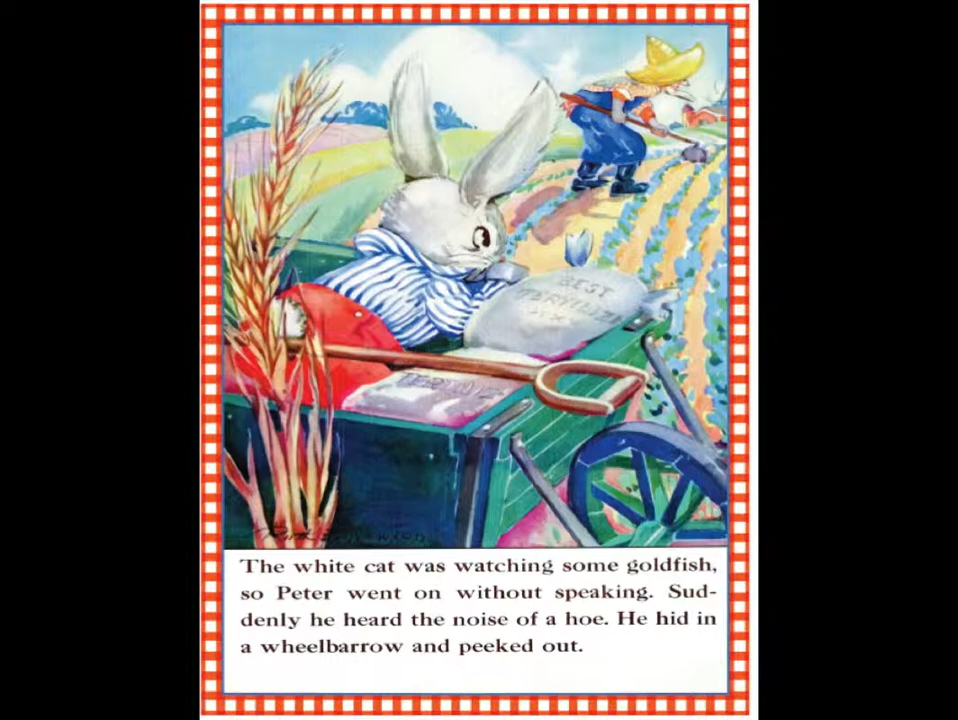 BEST
The white cat was watching some goldfish,
so Peter went on without speaking. Sud-
denly he heard the noise of a hoe. He hid in
a wheelbarrow and peeked out.